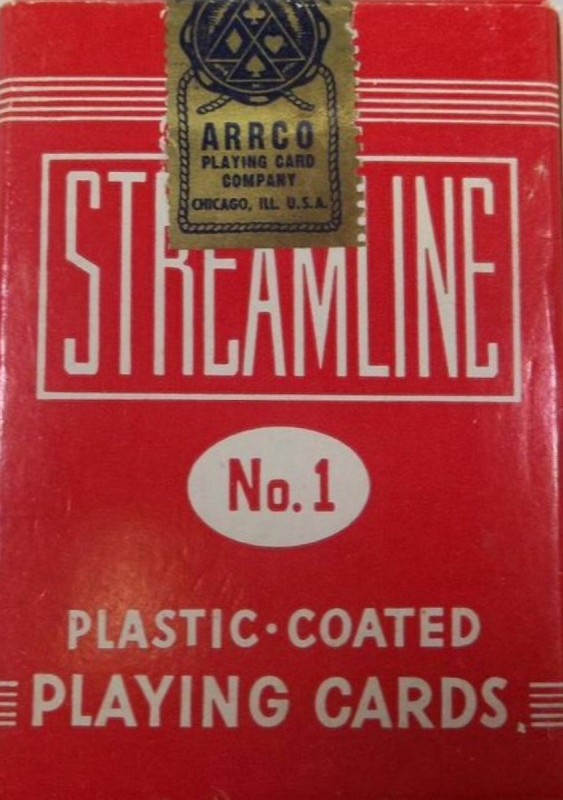 ARRCO
PLAYING CARD
COMPANY
CHICAGO, ILL. U.S.A.
STREAMLINE
No. 1
PLASTIC·COATED
PLAYING CARDS